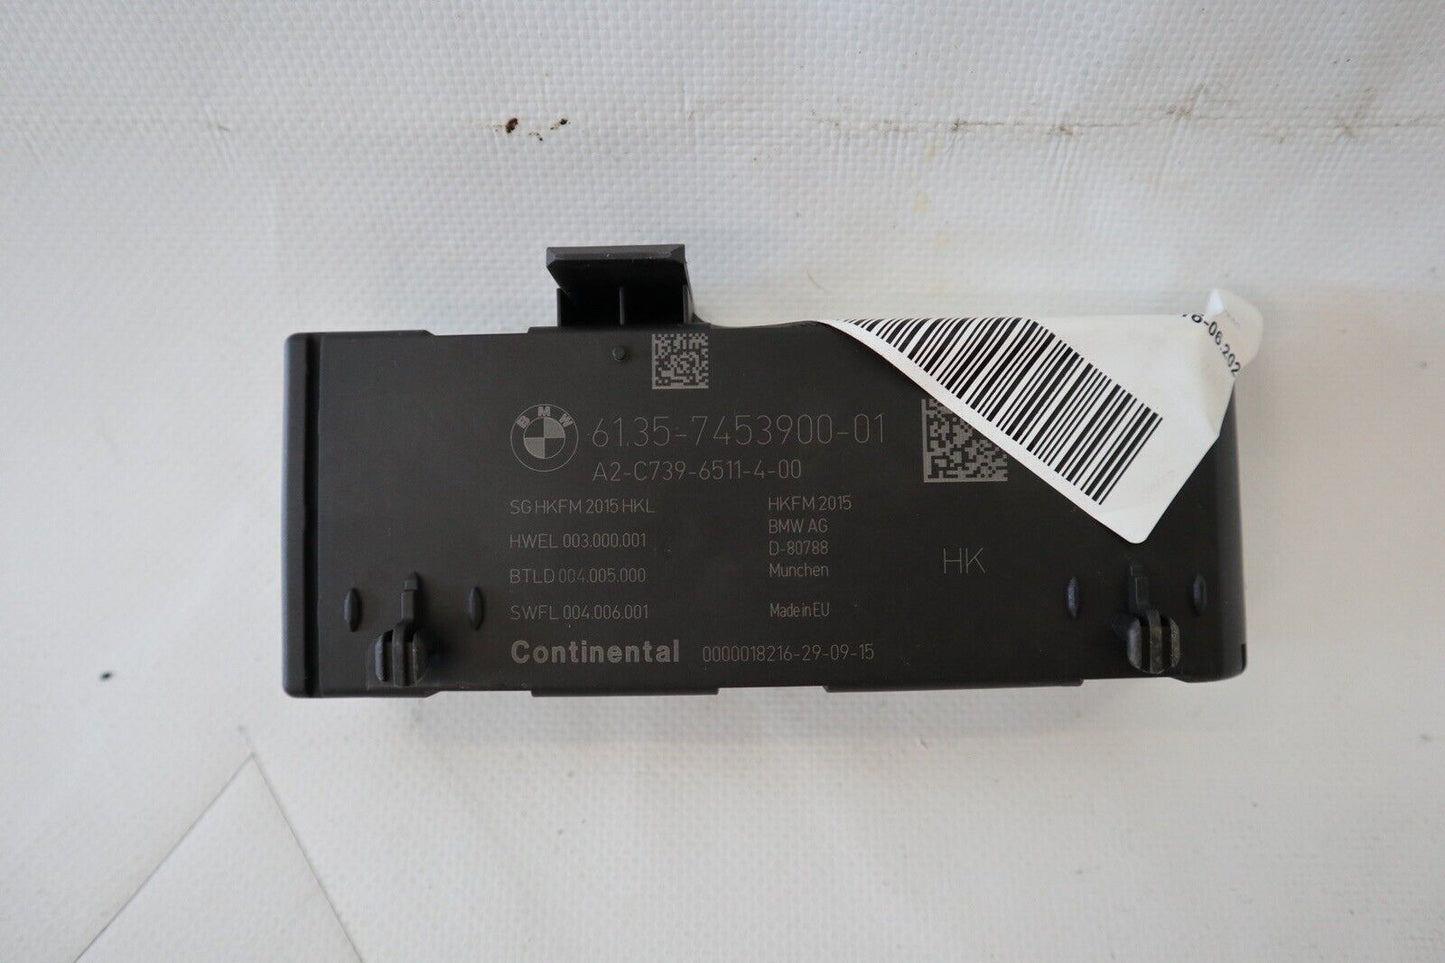 BMW
61.35-7453900-01
A2-C739-6511-4-00
SG HKFM 2015 HKL
HWEL 003.000.001
BTLD 004.005.000
SWFL 004.006.001
HKFM 2015
BMW AG
D-80788
Munchen
Made in EU
HK
Continental 0000018216-29-09-15